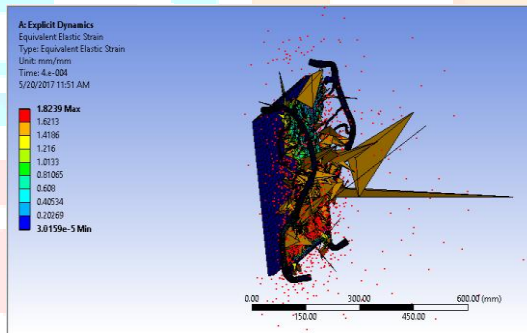 A: Explicit Dynamics
Equivalent Elastic Strain
Type: Equivalent Elastic Strain
Unit: mm/mm
Time: 4.e-004
5/20/2017 11:51 AM
1.8239 Max
1.6213
1.4186
1.216
1.0133
0.81065
0.608
0.40534
0.20269
3.0159e-5 Min
0.00 300.00 600.00 (mm)
150.00 450.00